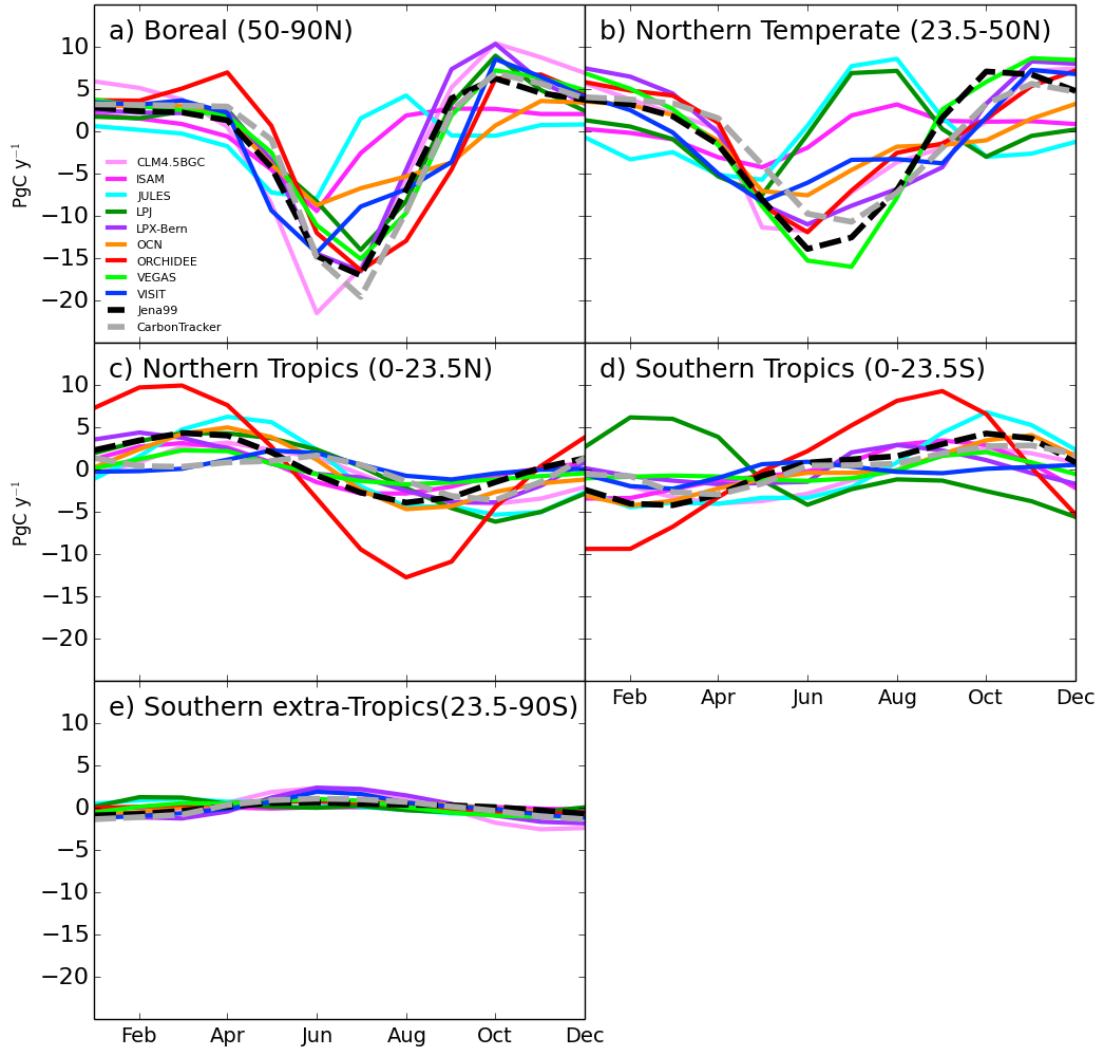 a) Boreal (50-90N)
b) Northern Temperate (23.5-50N)
10
5
0
−5
−10
−15
−20
PgC y⁻¹
CLM4.5BGC
ISAM
JULES
LPJ
LPX-Bern
OCN
ORCHIDEE
VEGAS
VISIT
Jena99
CarbonTracker
c) Northern Tropics (0-23.5N)
d) Southern Tropics (0-23.5S)
10
5
0
−5
−10
−15
−20
PgC y⁻¹
Feb Apr Jun Aug Oct Dec
e) Southern extra-Tropics(23.5-90S)
10
5
0
−5
−10
−15
−20
Feb Apr Jun Aug Oct Dec